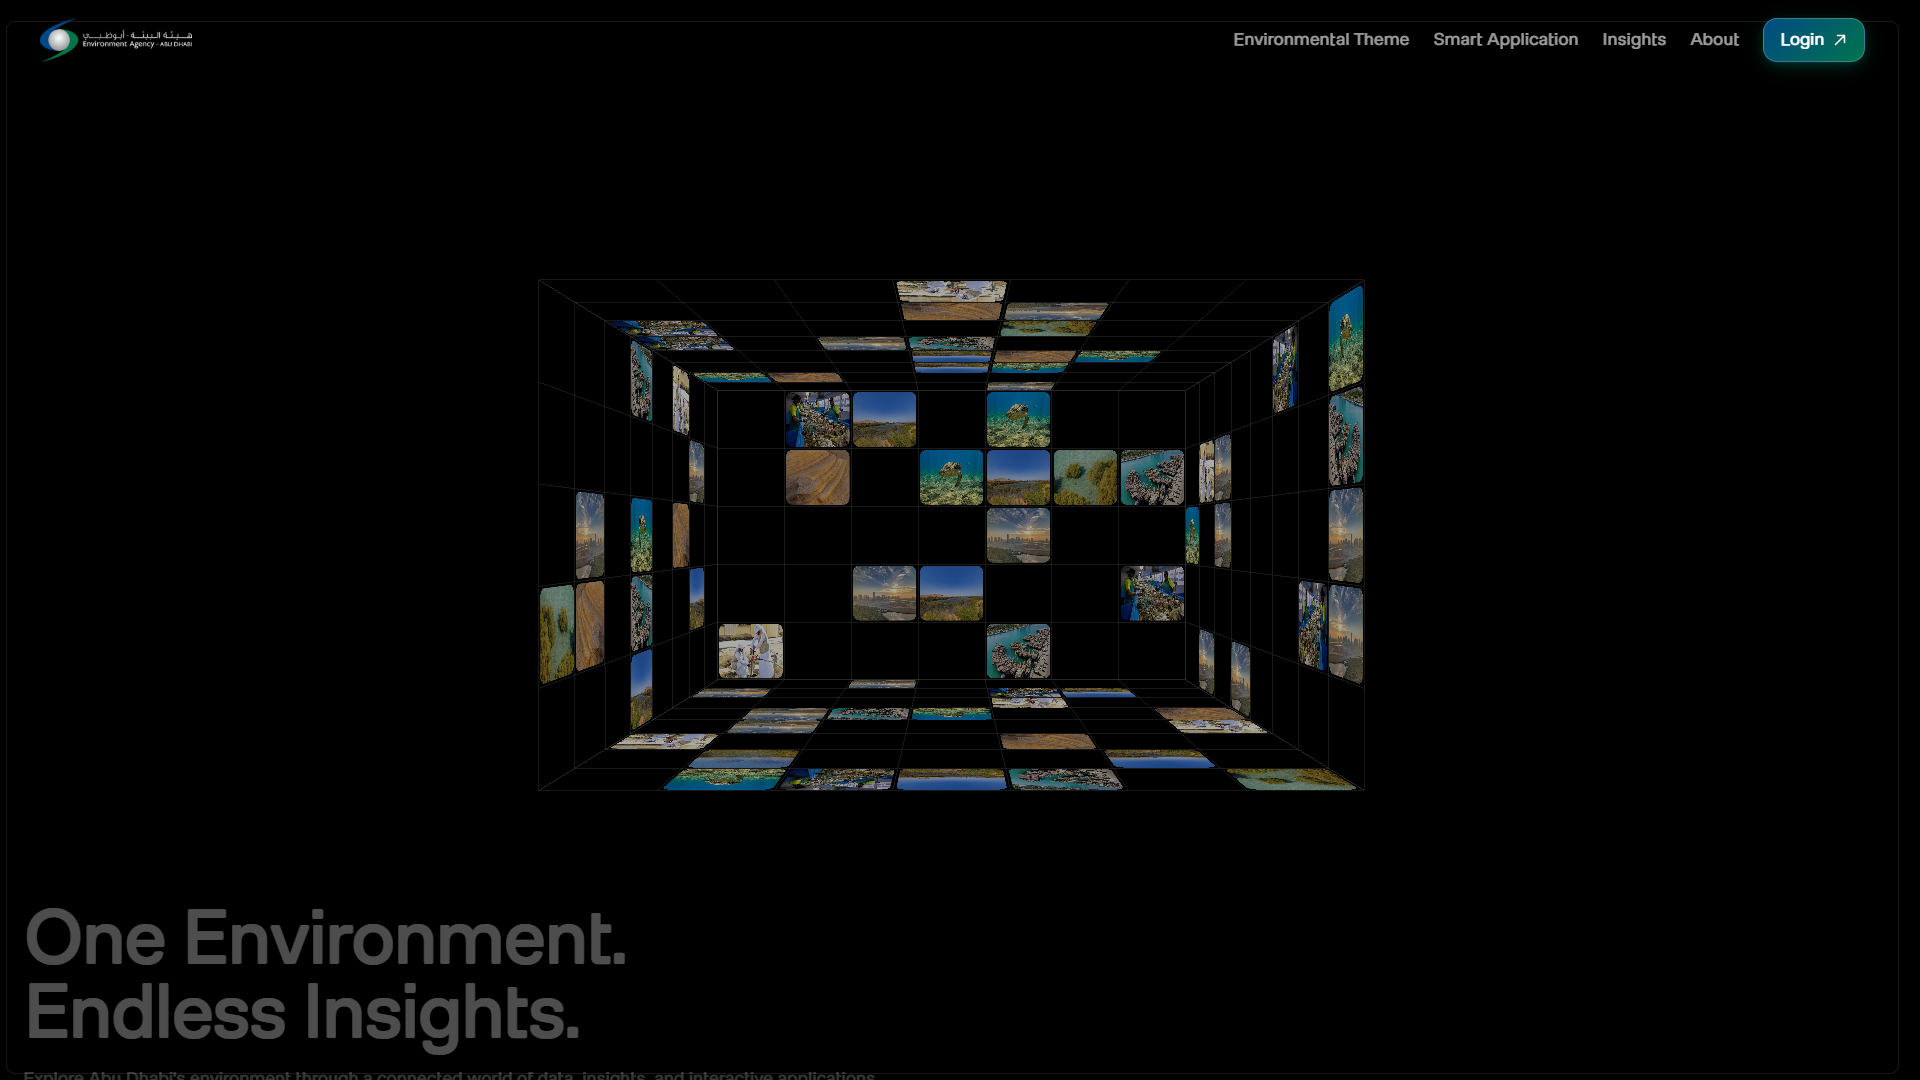 هيئة البيئة - أبوظبي
Environment Agency - ABU DHABI
Environmental Theme
Smart Application
Insights
About
Login
One Environment.
Endless Insights.
Explore Abu Dhabi's environment through a connected world of data, insights, and interactive applications